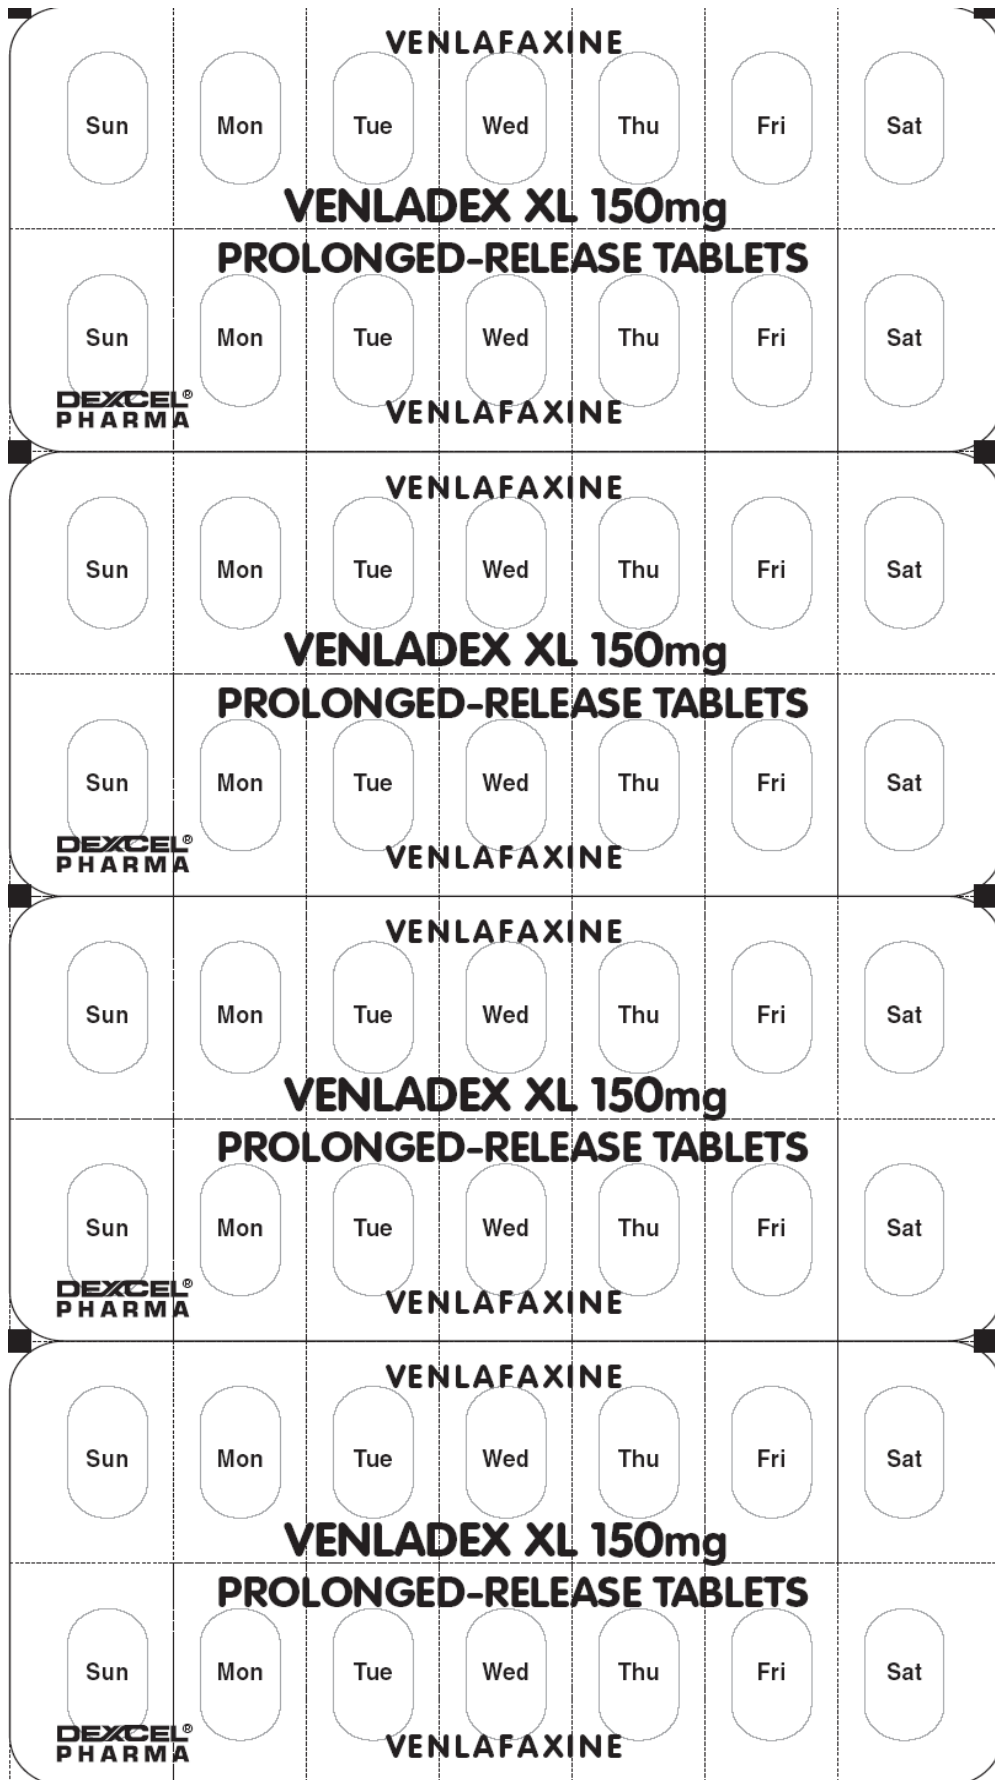 VENLAFAXINE
Sun Mon Tue Wed Thu Fri Sat
VENLADEX XL 150mg
PROLONGED-RELEASE TABLETS
Sun Mon Tue Wed Thu Fri Sat
DEXCEL®
PHARMA
VENLAFAXINE
VENLAFAXINE
Sun Mon Tue Wed Thu Fri Sat
VENLADEX XL 150mg
PROLONGED-RELEASE TABLETS
Sun Mon Tue Wed Thu Fri Sat
DEXCEL®
PHARMA
VENLAFAXINE
VENLAFAXINE
Sun Mon Tue Wed Thu Fri Sat
VENLADEX XL 150mg
PROLONGED-RELEASE TABLETS
Sun Mon Tue Wed Thu Fri Sat
DEXCEL®
PHARMA
VENLAFAXINE
VENLAFAXINE
Sun Mon Tue Wed Thu Fri Sat
VENLADEX XL 150mg
PROLONGED-RELEASE TABLETS
Sun Mon Tue Wed Thu Fri Sat
DEXCEL®
PHARMA
VENLAFAXINE